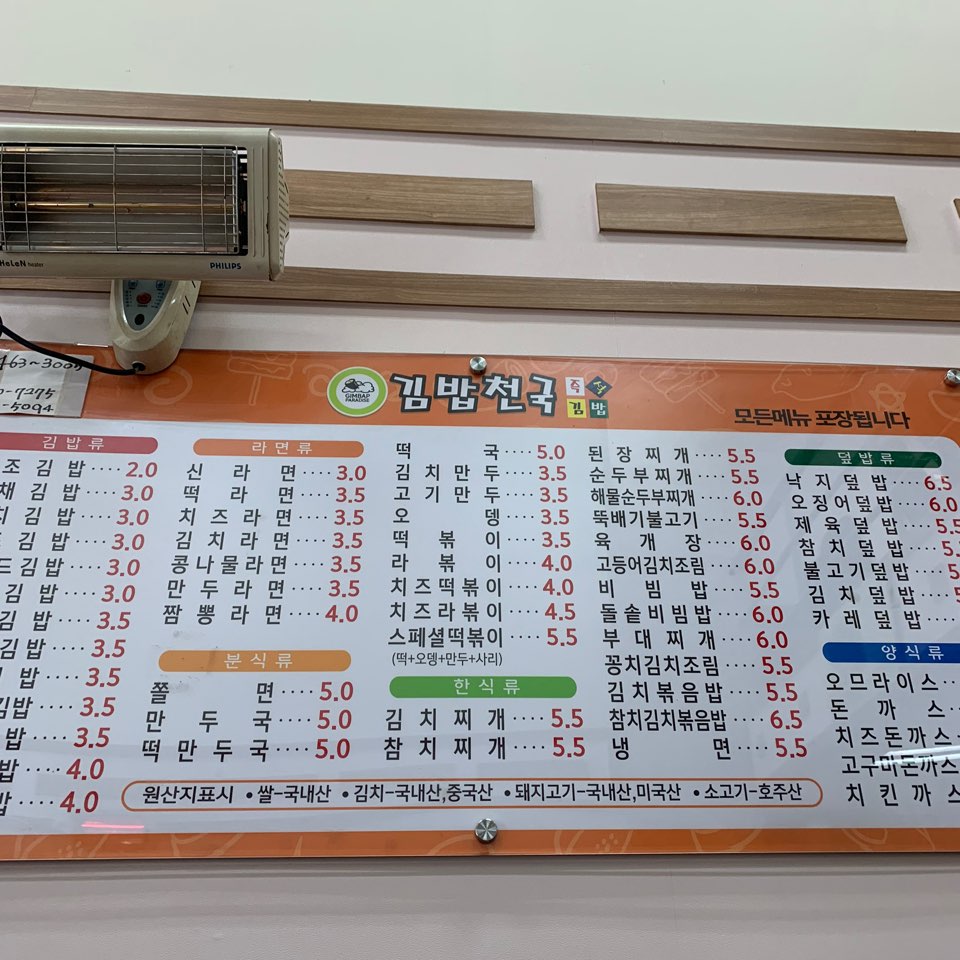 HeLeN heater
PHILIPS
463~300
7275
5094
GIMBAP PARADISE
김밥천국 즉석김밥
모든메뉴 포장됩니다
김밥류
조김밥 ···· 2.0
채김밥 ···· 3.0
김밥 ···· 3.0
김밥 ···· 3.0
드김밥 ···· 3.0
김밥 ···· 3.0
김밥 ···· 3.5
김밥 ···· 3.5
밥 ···· 3.5
김밥 ···· 3.5
밥 ···· 3.5
밥 ···· 4.0
밥 ···· 4.0
라면류
신라면 ···· 3.0
떡라면 ···· 3.5
치즈라면 ···· 3.5
김치라면 ···· 3.5
콩나물라면 ···· 3.5
만두라면 ···· 3.5
짬뽕라면 ···· 4.0
분식류
쫄면 ···· 5.0
만두국 ···· 5.0
떡만두국 ···· 5.0
떡국 ···· 5.0
김치만두 ···· 3.5
고기만두 ···· 3.5
오뎅 ···· 3.5
떡볶이 ···· 3.5
라볶이 ···· 4.0
치즈떡볶이 ···· 4.0
치즈라볶이 ···· 4.5
스페셜떡볶이 ···· 5.5
(떡+오뎅+만두+사리)
한식류
김치찌개 ···· 5.5
참치찌개 ···· 5.5
된장찌개 ···· 5.5
순두부찌개 ···· 5.5
해물순두부찌개 ···· 6.0
뚝배기불고기 ···· 5.5
육개장 ···· 6.0
고등어김치조림 ···· 6.0
비빔밥 ···· 5.5
돌솥비빔밥 ···· 6.0
부대찌개 ···· 6.0
꽁치김치조림 ···· 5.5
김치볶음밥 ···· 5.5
참치김치볶음밥 ···· 6.5
냉면 ···· 5.5
덮밥류
낙지덮밥 ···· 6.5
오징어덮밥 ···· 6.0
제육덮밥 ···· 5.5
참치덮밥 ···· 5.
불고기덮밥 ···· 5.
김치덮밥 ····
카레덮밥 ····
양식류
오므라이스
돈까스
치즈돈까스
고구마돈까스
치킨까스
원산지표시 •쌀-국내산 •김치-국내산,중국산 •돼지고기-국내산,미국산 •소고기-호주산